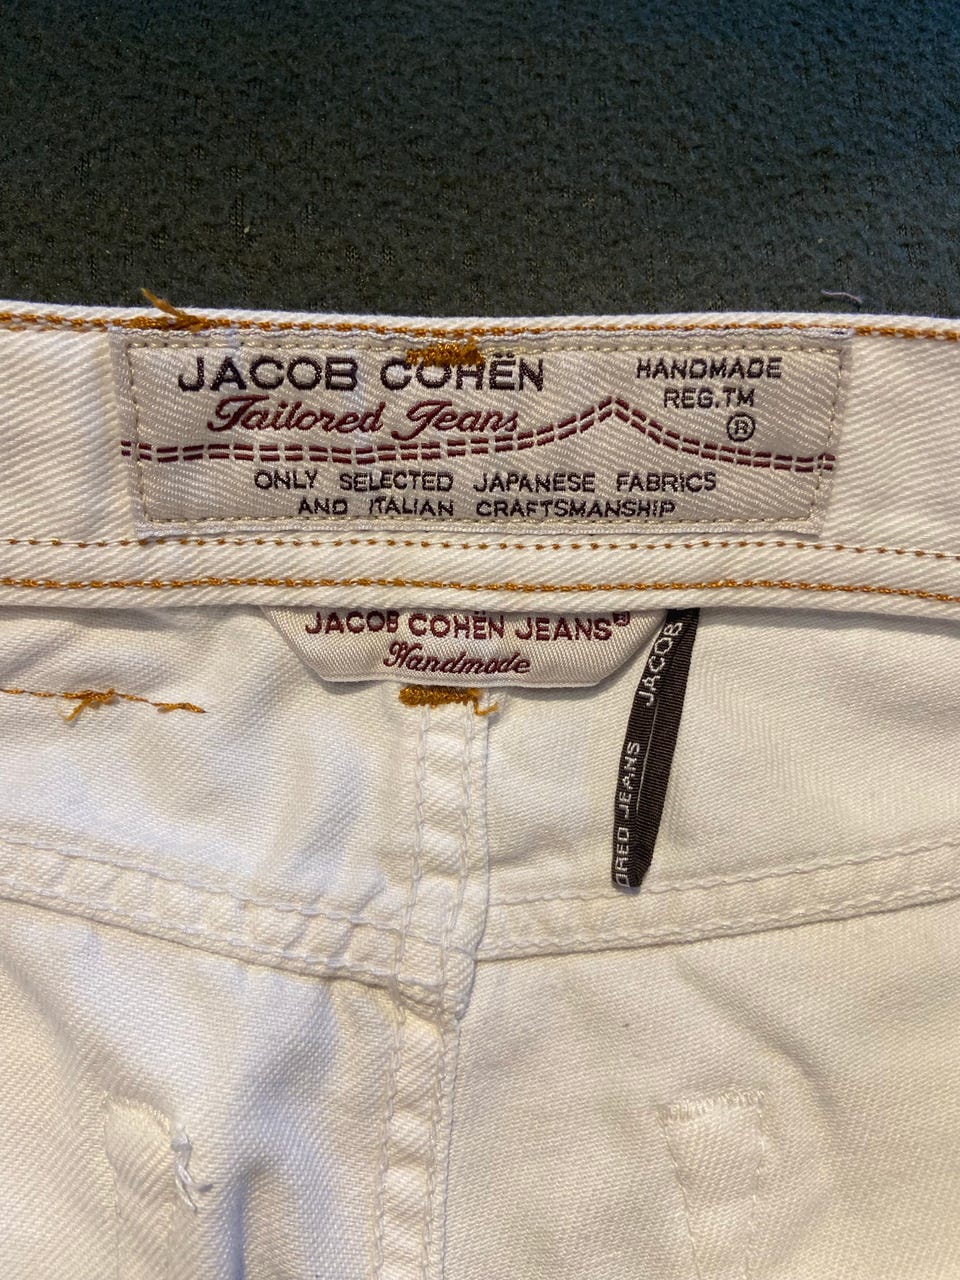 JACOB COHËN
Tailored Jeans
HANDMADE
REG.TM
®
ONLY SELECTED JAPANESE FABRICS
AND ITALIAN CRAFTSMANSHIP
JACOB COHËN JEANS®
Handmade
JACOB
ORED JEANS